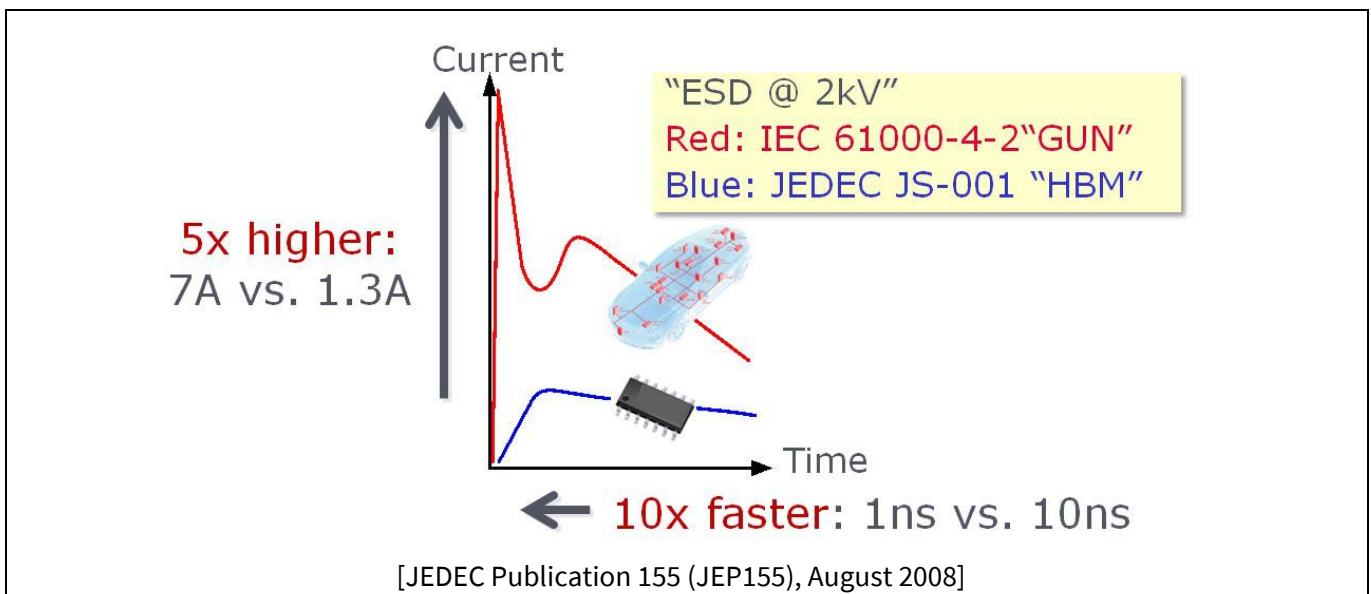 Current
"ESD @ 2kV"
Red: IEC 61000-4-2“GUN”
Blue: JEDEC JS-001 “HBM”
5x higher:
7A vs. 1.3A
Time
10x faster: 1ns vs. 10ns
[JEDEC Publication 155 (JEP155), August 2008]